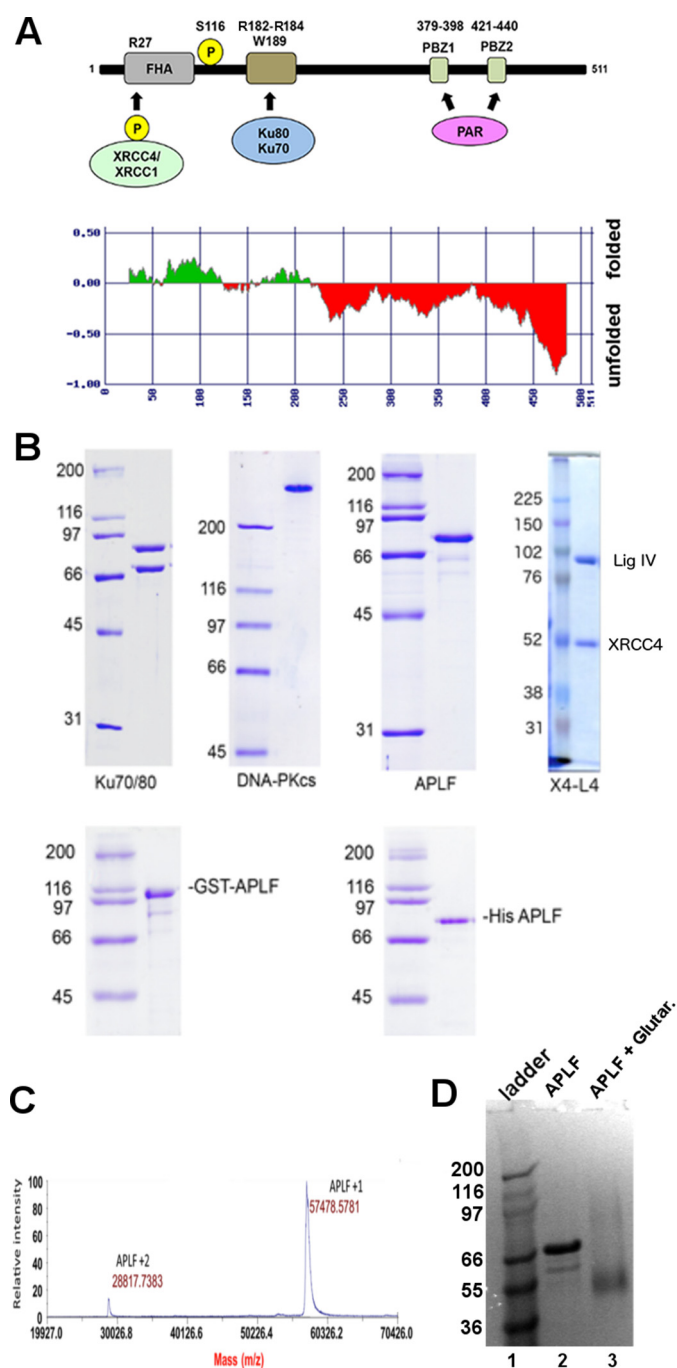 A
S116
R182-R184
W189
379-398
421-440
R27
P
PBZ1
PBZ2
1
FHA
511
P
XRCC4/
XRCC1
Ku80
Ku70
PAR
0.50
0.00
-0.50
-1.00
folded
unfolded
0
50
100
150
200
250
300
350
400
450
500
511
B
200
116
97
66
45
31
Ku70/80
200
116
97
66
45
DNA-PKcs
200
116
97
66
45
31
APLF
225
150
102
76
52
38
31
Lig IV
XRCC4
X4-L4
200
116
97
66
45
-GST-APLF
200
116
97
66
45
-His APLF
C
Relative intensity
100
80
60
40
20
0
APLF +2
28817.7383
APLF +1
57478.5781
19927.0 30026.8 40126.6 50226.4 60326.2 70426.0
Mass (m/z)
D
ladder
APLF
APLF + Glutar.
200
116
97
66
55
36
1 2 3